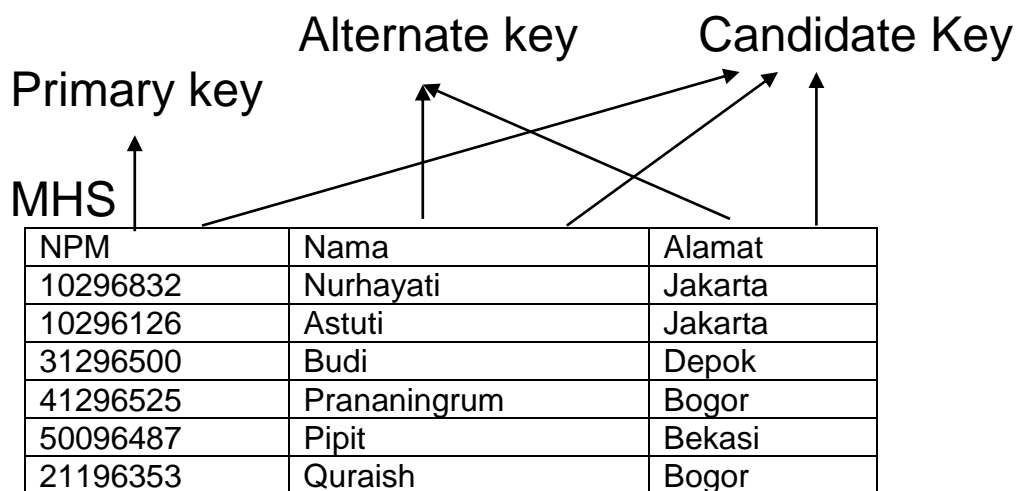 Alternate key Candidate Key
Primary key
MHS
NPM Nama Alamat
10296832 Nurhayati Jakarta
10296126 Astuti Jakarta
31296500 Budi Depok
41296525 Prananingrum Bogor
50096487 Pipit Bekasi
21196353 Quraish Bogor